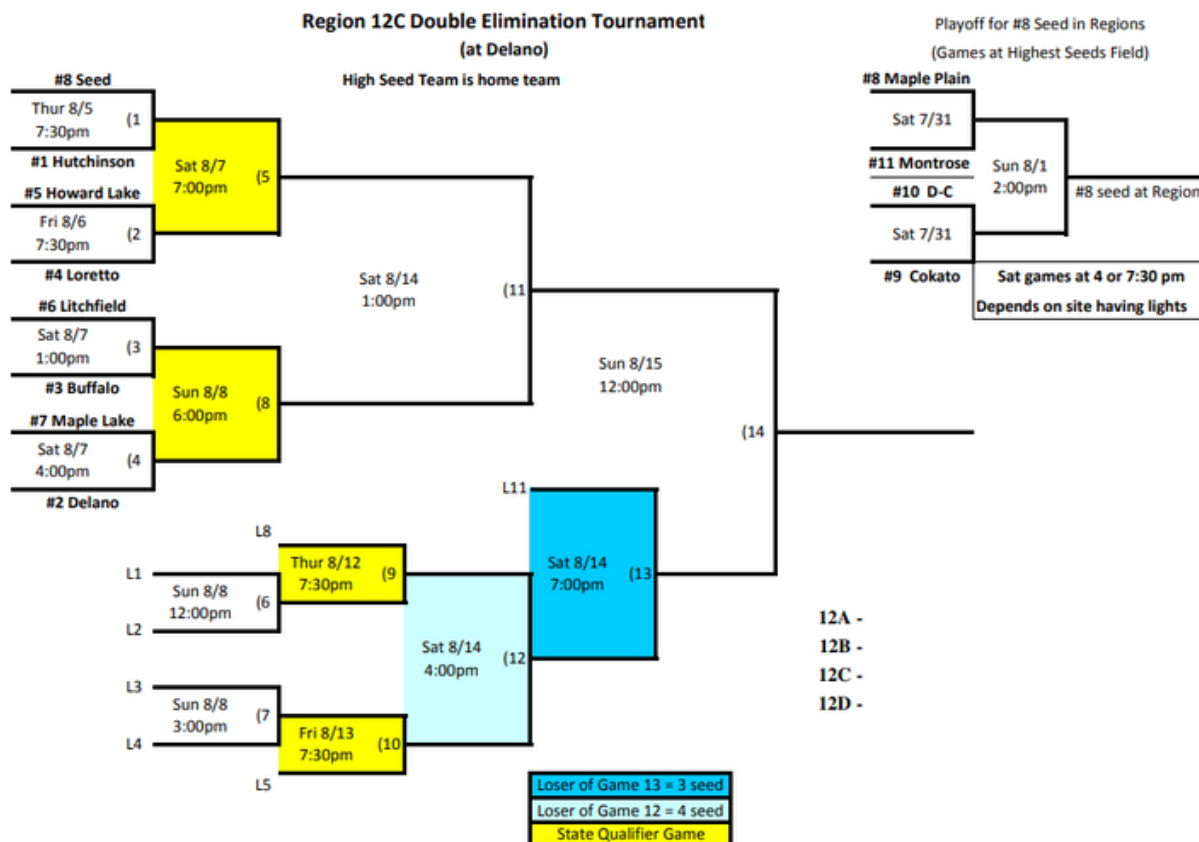 Region 12C Double Elimination Tournament
(at Delano)
High Seed Team is home team
Playoff for #8 Seed in Regions
(Games at Highest Seeds Field)
#8 Seed
Thur 8/5
7:30pm
(1
#1 Hutchinson
#5 Howard Lake
Fri 8/6
7:30pm
(2
#4 Loretto
#6 Litchfield
Sat 8/7
1:00pm
(3
#3 Buffalo
#7 Maple Lake
Sat 8/7
4:00pm
(4
#2 Delano
Sat 8/7
7:00pm
(5
Sun 8/8
6:00pm
(8
Sat 8/14
1:00pm
(11
Sun 8/15
12:00pm
(14
#8 Maple Plain
Sat 7/31
#11 Montrose
#10 D-C
Sat 7/31
#9 Cokato
Sun 8/1
2:00pm
#8 seed at Region
Sat games at 4 or 7:30 pm
Depends on site having lights
L8
L1
Sun 8/8
12:00pm
(6
L2
Thur 8/12
7:30pm
(9
L3
Sun 8/8
3:00pm
(7
L4
Fri 8/13
7:30pm
(10
L5
Sat 8/14
4:00pm
(12
L11
Sat 8/14
7:00pm
(13
12A -
12B -
12C -
12D -
Loser of Game 13 = 3 seed
Loser of Game 12 = 4 seed
State Qualifier Game